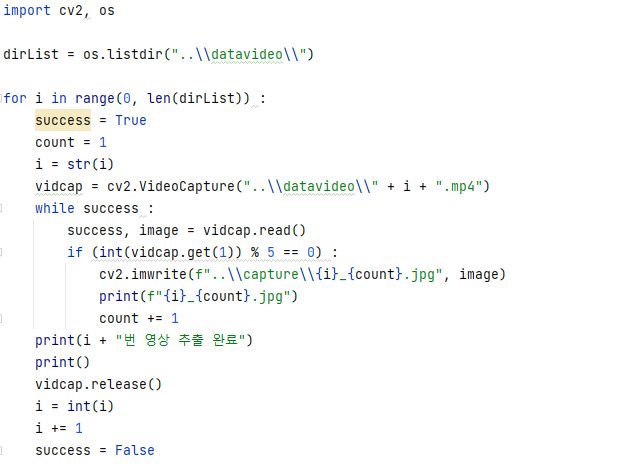 import cv2, os
dirList = os.listdir("..\\datavideo\\")
for i in range(0, len(dirList)) :
    success = True
    count = 1
    i = str(i)
    vidcap = cv2.VideoCapture("..\\datavideo\\" + i + ".mp4")
    while success :
        success, image = vidcap.read()
        if (int(vidcap.get(1)) % 5 == 0) :
            cv2.imwrite(f"..\\capture\\{i}_{count}.jpg", image)
            print(f"{i}_{count}.jpg")
            count += 1
    print(i + "번 영상 추출 완료")
    print()
    vidcap.release()
    i = int(i)
    i += 1
    success = False